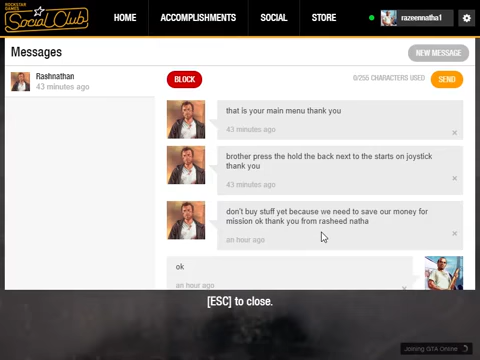 ROCKSTAR GAMES
Social Club
HOME ACCOMPLISHMENTS SOCIAL STORE razeennatha1
Messages
NEW MESSAGE
Rashnathan
43 minutes ago
BLOCK 0/255 CHARACTERS USED SEND
that is your main menu thank you
43 minutes ago
brother press the hold the back next to the starts on joystick
thank you
43 minutes ago
don't buy stuff yet because we need to save our money for
mission ok thank you from rasheed natha
an hour ago
ok
an hour ago
[ESC] to close.
Joining GTA Online